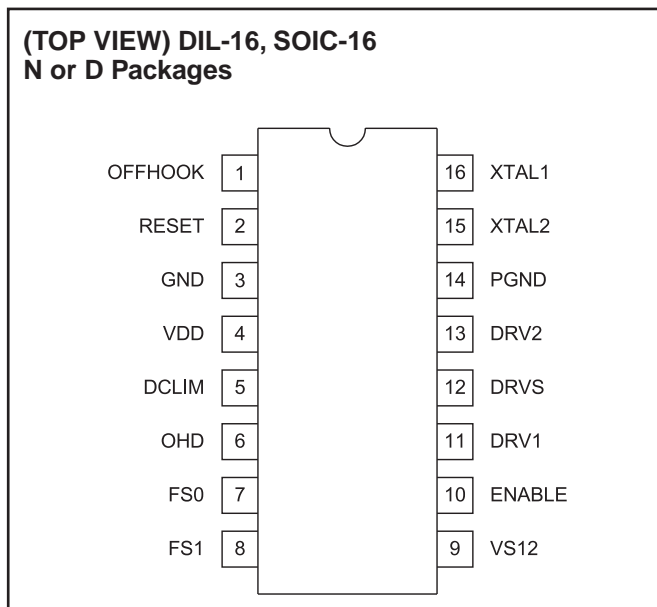 (TOP VIEW) DIL-16, SOIC-16
N or D Packages
OFFHOOK 1 16 XTAL1
RESET 2 15 XTAL2
GND 3 14 PGND
VDD 4 13 DRV2
DCLIM 5 12 DRVS
OHD 6 11 DRV1
FS0 7 10 ENABLE
FS1 8 9 VS12